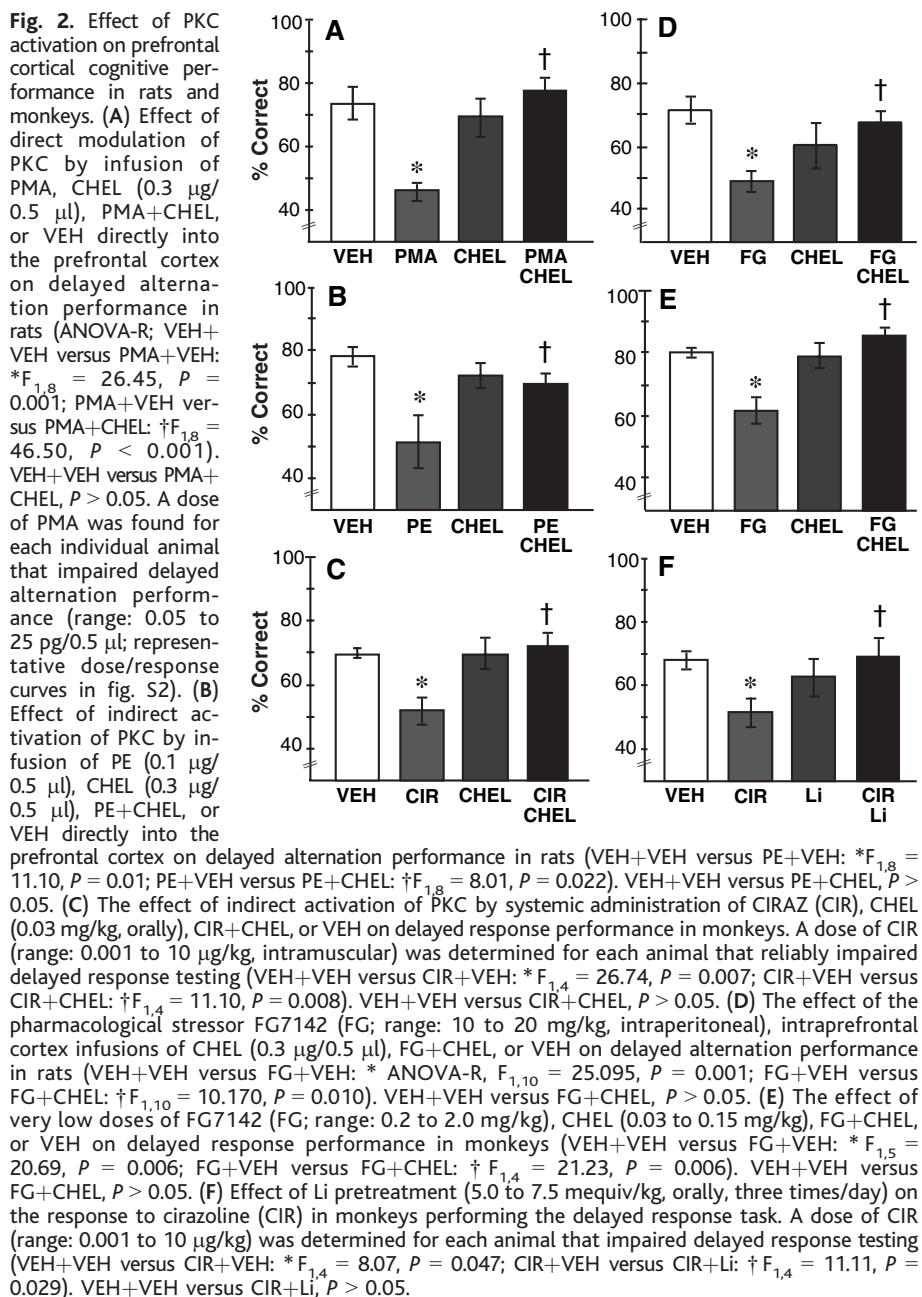 Fig. 2. Effect of PKC
activation on prefrontal
cortical cognitive per-
formance in rats and
monkeys. (A) Effect of
direct modulation of
PKC by infusion of
PMA, CHEL (0.3 μg/
0.5 μl), PMA+CHEL,
or VEH directly into
the prefrontal cortex
on delayed alterna-
tion performance in
rats (ANOVA-R; VEH+
VEH versus PMA+VEH:
*F1,8 = 26.45, P =
0.001; PMA+VEH ver-
sus PMA+CHEL: †F1,8 =
46.50, P < 0.001).
VEH+VEH versus PMA+
CHEL, P > 0.05. A dose
of PMA was found for
each individual animal
that impaired delayed
alternation perform-
ance (range: 0.05 to
25 pg/0.5 μl; represen-
tative dose/response
curves in fig. S2). (B)
Effect of indirect ac-
tivation of PKC by in-
fusion of PE (0.1 μg/
0.5 μl), CHEL (0.3 μg/
0.5 μl), PE+CHEL, or
VEH directly into the
prefrontal cortex on delayed alternation performance in rats (VEH+VEH versus PE+VEH: *F1,8 =
11.10, P = 0.01; PE+VEH versus PE+CHEL: †F1,8 = 8.01, P = 0.022). VEH+VEH versus PE+CHEL, P >
0.05. (C) The effect of indirect activation of PKC by systemic administration of CIRAZ (CIR), CHEL
(0.03 mg/kg, orally), CIR+CHEL, or VEH on delayed response performance in monkeys. A dose of CIR
(range: 0.001 to 10 μg/kg, intramuscular) was determined for each animal that reliably impaired
delayed response testing (VEH+VEH versus CIR+VEH: *F1,4 = 26.74, P = 0.007; CIR+VEH versus
CIR+CHEL: †F1,4 = 11.10, P = 0.008). VEH+VEH versus CIR+CHEL, P > 0.05. (D) The effect of the
pharmacological stressor FG7142 (FG; range: 10 to 20 mg/kg, intraperitoneal), intraprefrontal
cortex infusions of CHEL (0.3 μg/0.5 μl), FG+CHEL, or VEH on delayed alternation performance
in rats (VEH+VEH versus FG+VEH: * ANOVA-R, F1,10 = 25.095, P = 0.001; FG+VEH versus
FG+CHEL: †F1,10 = 10.170, P = 0.010). VEH+VEH versus FG+CHEL, P > 0.05. (E) The effect of
very low doses of FG7142 (FG; range: 0.2 to 2.0 mg/kg), CHEL (0.03 to 0.15 mg/kg), FG+CHEL,
or VEH on delayed response performance in monkeys (VEH+VEH versus FG+VEH: *F1,5 =
20.69, P = 0.006; FG+VEH versus FG+CHEL: †F1,4 = 21.23, P = 0.006). VEH+VEH versus
FG+CHEL, P > 0.05. (F) Effect of Li pretreatment (5.0 to 7.5 mequiv/kg, orally, three times/day) on
the response to cirazoline (CIR) in monkeys performing the delayed response task. A dose of CIR
(range: 0.001 to 10 μg/kg) was determined for each animal that impaired delayed response testing
(VEH+VEH versus CIR+VEH: *F1,4 = 8.07, P = 0.047; CIR+VEH versus CIR+Li: †F1,4 = 11.11, P =
0.029). VEH+VEH versus CIR+Li, P > 0.05.
A
% Correct
100
80
60
40
*
†
VEH PMA CHEL PMA
CHEL
D
100
80
60
40
*
†
VEH FG CHEL FG
CHEL
B
% Correct
100
80
60
40
*
†
VEH PE CHEL PE
CHEL
E
100
80
60
40
*
†
VEH FG CHEL FG
CHEL
C
% Correct
100
80
60
40
*
†
VEH CIR CHEL CIR
CHEL
F
100
80
60
40
*
†
VEH CIR Li CIR
Li